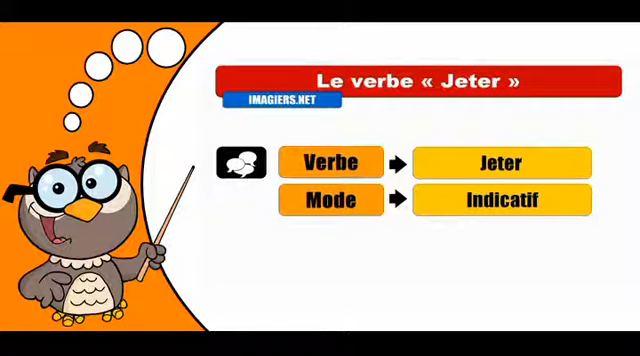 Le verbe « Jeter »
IMAGIERS.NET
Verbe Jeter
Mode Indicatif